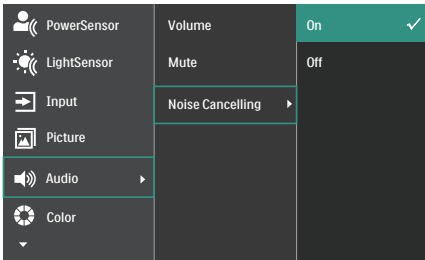 PowerSensor
LightSensor
Input
Picture
Audio
Color
Volume
Mute
Noise Cancelling
On
Off